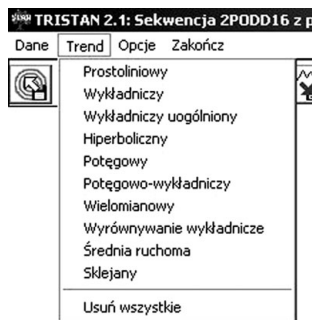 TRISTAN 2.1: Sekwencja 2PODD16 z p
Dane Trend Opcje Zakończ
Prostoliniowy
Wykładniczy
Wykładniczy uogólniony
Hiperboliczny
Potęgowy
Potęgowo-wykładniczy
Wielomianowy
Wyrównywanie wykładnicze
Średnia ruchoma
Sklejany
Usuń wszystkie